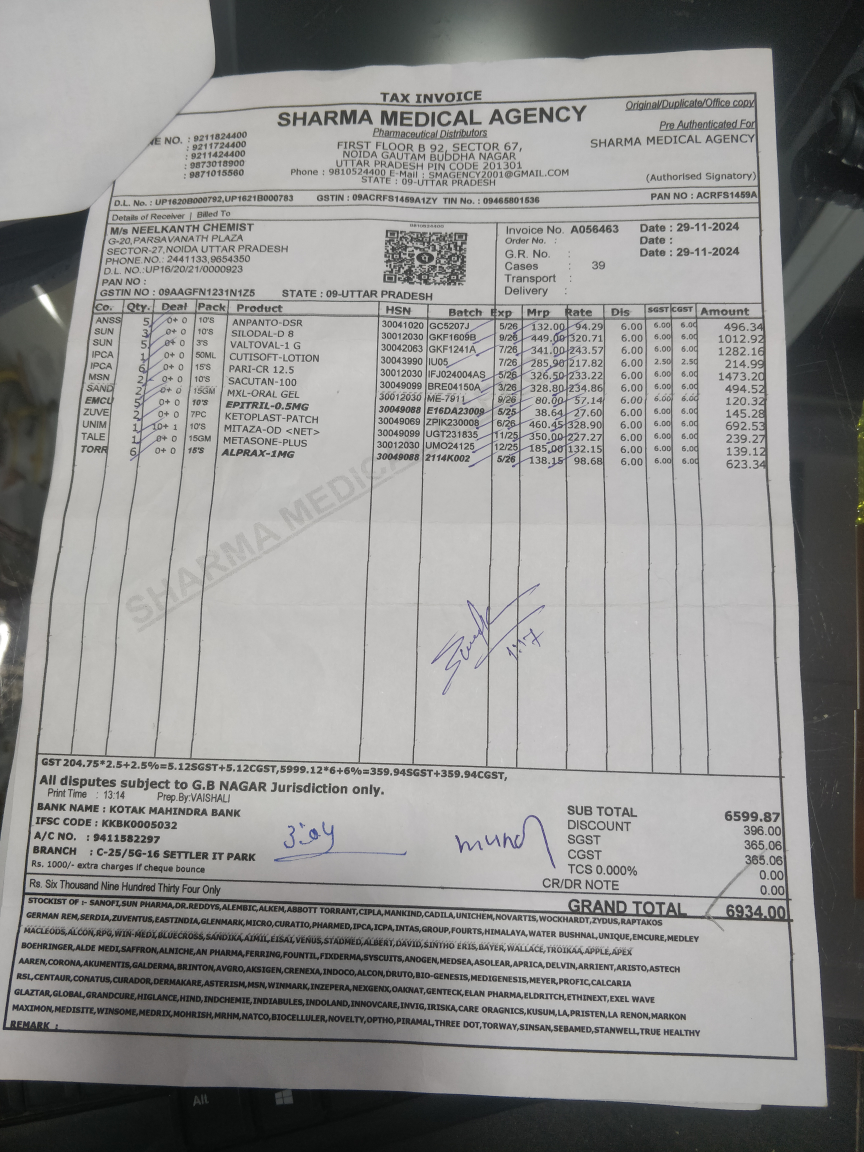 TAX INVOICE
SHARMA MEDICAL AGENCY
Original/Duplicate/Office copy
Pharmaceutical Distributors
Pre Authenticated For
E NO. : 9211824400
FIRST FLOOR B 92, SECTOR 67,
SHARMA MEDICAL AGENCY
: 9211724400
NOIDA GAUTAM BUDDHA NAGAR
: 9211424400
UTTAR PRADESH PIN CODE 201301
: 9873018900
Phone : 9810524400 E-Mail : SMAGENCY2001@GMAIL.COM
: 9871015560
STATE : 09-UTTAR PRADESH
(Authorised Signatory)
D.L. No. : UP1620B000792,UP1621B000783 GSTIN : 09ACRFS1459A1ZY TIN No. : 09465801536 PAN NO : ACRFS1459A
Details of Receiver | Billed To
M/s NEELKANTH CHEMIST
G-20,PARSAVANATH PLAZA
SECTOR-27,NOIDA UTTAR PRADESH
PHONE.NO.: 2441133,9654350
D.L.NO.:UP16/20/21/0000923
PAN NO :
GSTIN NO : 09AAGFN1231N1Z5 STATE : 09-UTTAR PRADESH
9810524400
Invoice No. A056463 Date : 29-11-2024
Order No. : Date :
G.R. No. : Date : 29-11-2024
Cases : 39
Transport :
Delivery :
Co. Qty. Deal Pack Product HSN Batch Exp Mrp Rate Dis SGST CGST Amount
ANSS 5 0+ 0 10'S ANPANTO-DSR 30041020 GC5207J 5/26 132.00 94.29 6.00 6.00 6.00 496.34
SUN 3 0+ 0 10'S SILODAL-D 8 30012030 GKF1609B 9/26 449.00 320.71 6.00 6.00 6.00 1012.92
SUN 5 0+ 0 3'S VALTOVAL-1 G 30042063 GKF1241A 7/26 341.00 243.57 6.00 6.00 6.00 1282.16
IPCA 1 0+ 0 50ML CUTISOFT-LOTION 30043990 IU05 7/26 285.90 217.82 6.00 2.50 2.50 214.99
IPCA 6 0+ 0 15'S PARI-CR 12.5 30012030 IFJ024004AS 5/26 326.50 233.22 6.00 6.00 6.00 1473.20
MSN 2 0+ 0 10'S SACUTAN-100 30049099 BRE04150A 3/26 328.80 234.86 6.00 6.00 6.00 494.52
SAND 2 0+ 0 15GM MXL-ORAL GEL 30012030 ME-7911 9/26 80.00 57.14 6.00 6.00 6.00 120.32
EMCU 5 0+ 0 10'S EPITRIL-0.5MG 30049088 E16DA23009 5/25 38.64 27.60 6.00 6.00 6.00 145.28
ZUVE 2 0+ 0 7PC KETOPLAST-PATCH 30049069 ZPIK230008 6/26 460.45 328.90 6.00 6.00 6.00 692.53
UNIM 1 10+ 1 10'S MITAZA-OD <NET> 30049099 UGT231835 11/25 350.00 227.27 6.00 6.00 6.00 239.27
TALE 1 0+ 0 15GM METASONE-PLUS 30012030 UMO24125 12/25 185.00 132.15 6.00 6.00 6.00 139.12
TORR 6 0+ 0 15'S ALPRAX-1MG 30049088 2114K002 5/26 138.15 98.68 6.00 6.00 6.00 623.34
SHARMA MEDICA
GST 204.75*2.5+2.5%=5.12SGST+5.12CGST,5999.12*6+6%=359.94SGST+359.94CGST,
All disputes subject to G.B NAGAR Jurisdiction only.
Print Time : 13:14 Prep.By:VAISHALI
BANK NAME : KOTAK MAHINDRA BANK
IFSC CODE : KKBK0005032
A/C NO. : 9411582297
BRANCH : C-25/5G-16 SETTLER IT PARK
Rs. 1000/- extra charges if cheque bounce
SUB TOTAL 6599.87
DISCOUNT 396.00
SGST 365.06
CGST 365.06
TCS 0.000% 0.00
CR/DR NOTE 0.00
Rs. Six Thousand Nine Hundred Thirty Four Only
GRAND TOTAL 6934.00
STOCKIST OF :- SANOFI,SUN PHARMA,DR.REDDYS,ALEMBIC,ALKEM,ABBOTT TORRANT,CIPLA,MANKIND,CADILA,UNICHEM,NOVARTIS,WOCKHARDT,ZYDUS,RAPTAKOS
GERMAN REM,SERDIA,ZUVENTUS,EASTINDIA,GLENMARK,MICRO,CURATIO,PHARMED,IPCA,ICPA,INTAS,GROUP,FOURTS,HIMALAYA,WATER BUSHNAL,UNIQUE,EMCURE,MEDLEY
MACLEODS,ALCON,RPG,WIN-MEDI,BLUECROSS,SANDIKA,AIMIL,EISAI,VENUS,STADMED,ALBERT,DAVID,SINTHO ERIS,BAYER,WALLACE,TROIKAA,APPLE,APEX
BOEHRINGER,ALDE MEDI,SAFFRON,ALNICHE,AN PHARMA,FERRING,FOUNTIL,FIXDERMA,SYSCUITS,ANOGEN,MEDSEA,ASOLEAR,APRICA,DELVIN,ARRIENT,ARISTO,ASTECH
AAREN,CORONA,AKUMENTIS,GALDERMA,BRINTON,AVGRO,AKSIGEN,CRENEXA,INDOCO,ALCON,DRUTO,BIO-GENESIS,MEDIGENESIS,MEYER,PROFIC,CALCARIA
RSL,CENTAUR,CONATUS,CURADOR,DERMAKARE,ASTERISM,MSN,WINMARK,INZEPERA,NEXGENX,OAKNAT,GENTECK,ELAN PHARMA,ELDRITCH,ETHINEXT,EXEL WAVE
GLAZTAR,GLOBAL,GRANDCURE,HIGLANCE,HIND,INDCHEMIE,INDIABULES,INDOLAND,INNOVCARE,INVIG,IRISKA,CARE ORAGNICS,KUSUM,LA,PRISTEN,LA RENON,MARKON
MAXIMON,MEDISITE,WINSOME,MEDRIX,MOHRISH,MRHM,NATCO,BIOCELLULER,NOVELTY,OPTHO,PIRAMAL,THREE DOT,TORWAY,SINSAN,SEBAMED,STANWELL,TRUE HEALTHY
REMARK :
Alt